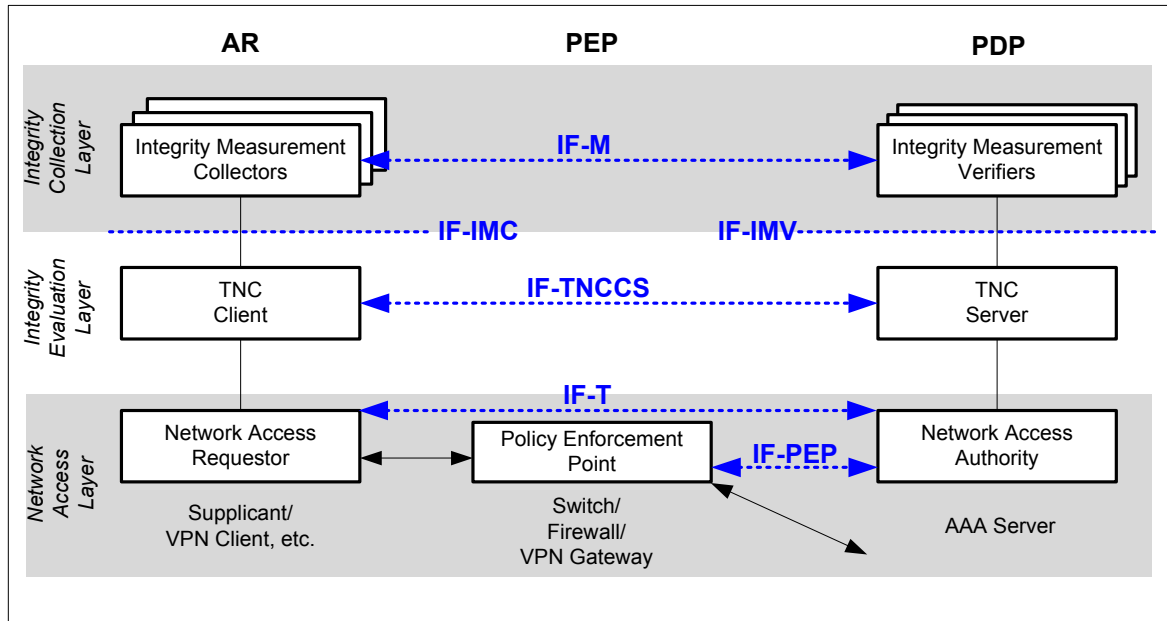 AR
PEP
PDP
Integrity
Collection
Layer
Integrity Measurement
Collectors
IF-M
Integrity Measurement
Verifiers
IF-IMC
IF-IMV
Integrity
Evaluation
Layer
TNC
Client
IF-TNCCS
TNC
Server
Network
Access
Layer
IF-T
Network Access
Requestor
Policy Enforcement
Point
IF-PEP
Network Access
Authority
Supplicant/
VPN Client, etc.
Switch/
Firewall/
VPN Gateway
AAA Server